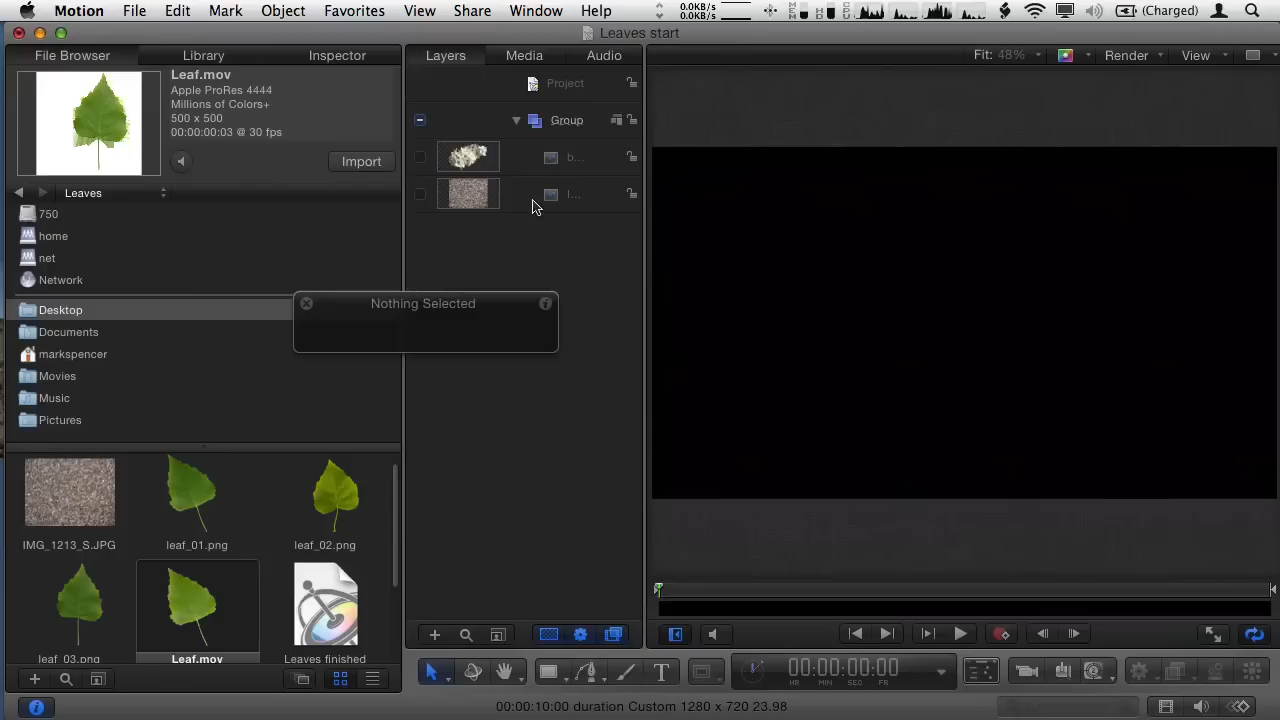 Motion File Edit Mark Object Favorites View Share Window Help 0.0KB/s 0.0KB/s (Charged)
Leaves start
File Browser Library Inspector Layers Media Audio Fit: 48% Render View
Leaf.mov
Apple ProRes 4444
Millions of Colors+
500 x 500
00:00:00:03 @ 30 fps
Import
Project
Group
b...
l...
Leaves
750
home
net
Network
Desktop
Documents
markspencer
Movies
Music
Pictures
Nothing Selected
IMG_1213_S.JPG leaf_01.png leaf_02.png
leaf_03.png Leaf.mov Leaves finished
00:00:00:00
HR MIN SEC FR
00:00:10:00 duration Custom 1280 x 720 23.98